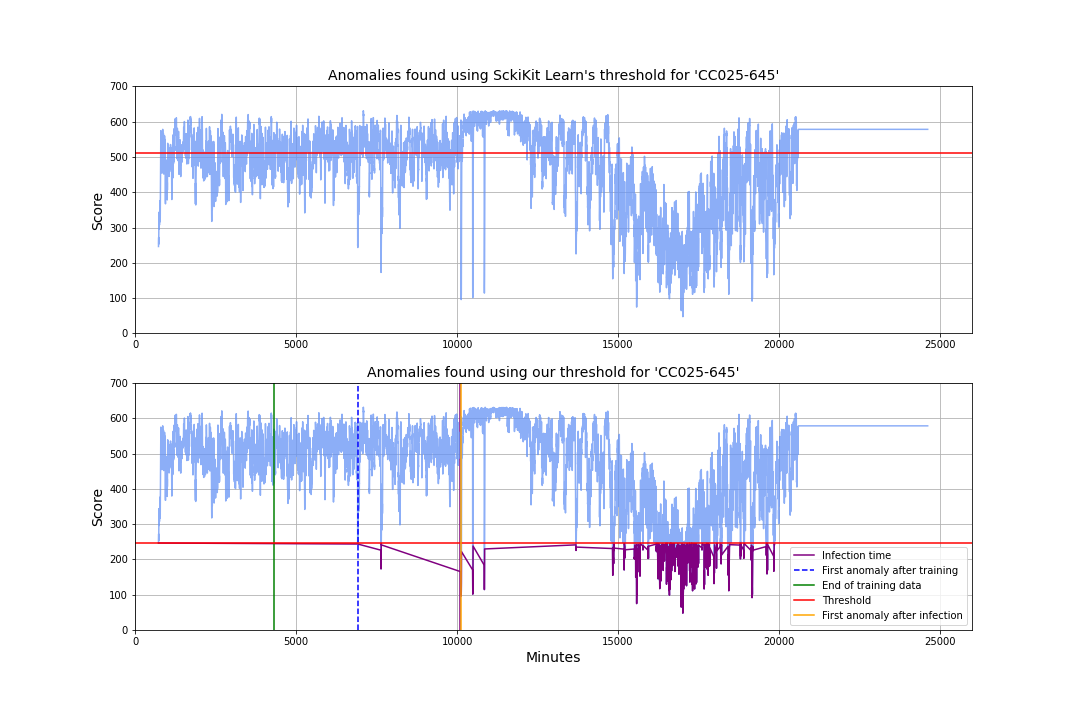 Anomalies found using SckiKit Learn's threshold for 'CC025-645'
700
600
500
400
300
200
100
0
Score
0 5000 10000 15000 20000 25000
Anomalies found using our threshold for 'CC025-645'
700
600
500
400
300
200
100
0
Score
Infection time
First anomaly after training
End of training data
Threshold
First anomaly after infection
0 5000 10000 15000 20000 25000
Minutes